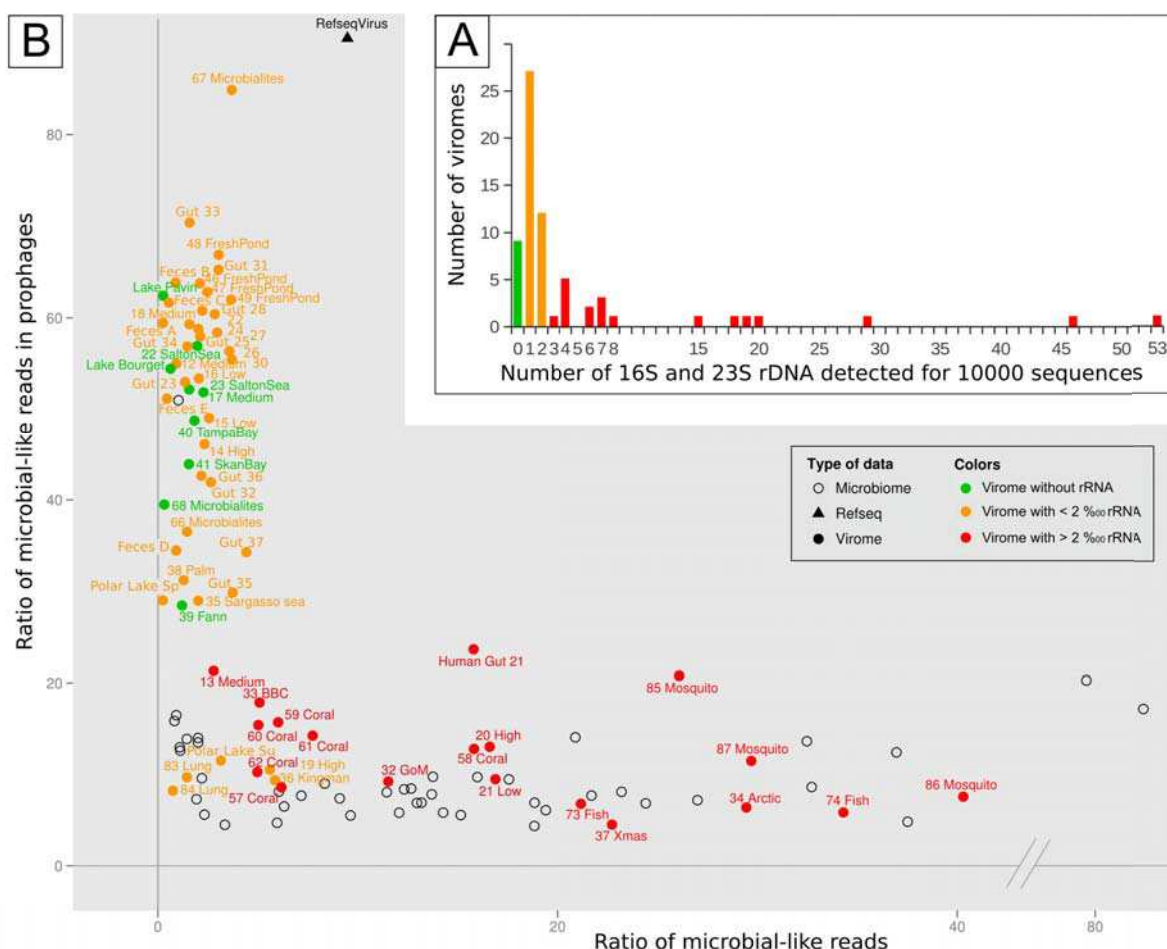 B
A
RefseqVirus
67 Microbialites
Gut 33
48 FreshPond
Gut 31
Feces B
46 FreshPond
Lake Pavin
47 FreshPond
Feces C
49 FreshPond
18 Medium
Gut 28
22
Feces A
24
27
Gut 34
Gut 25
22 SaltonSea
26
Lake Bourget
12 Medium
30
16 Low
Gut 23
23 SaltonSea
17 Medium
Feces E
15 Low
40 TampaBay
14 High
41 SkanBay
Gut 36
Gut 32
68 Microbialites
66 Microbialites
Feces D
Gut 37
38 Palm
Polar Lake Sp
Gut 35
35 Sargasso sea
39 Fann
Human Gut 21
13 Medium
85 Mosquito
33 BBC
59 Coral
60 Coral
61 Coral
20 High
Polar Lake Su
58 Coral
87 Mosquito
83 Lung
62 Coral
19 High
84 Lung
36 Kingman
32 GoM
21 Low
86 Mosquito
57 Coral
73 Fish
34 Arctic
74 Fish
37 Xmas
80
60
40
20
0
Ratio of microbial-like reads in prophages
0 20 40 80
Ratio of microbial-like reads
Number of viromes
25
20
15
10
5
0
0 1 2 3 4 5 6 7 8 15 20 25 30 35 40 45 50 53
Number of 16S and 23S rDNA detected for 10000 sequences
Type of data
Microbiome
Refseq
Virome
Colors
Virome without rRNA
Virome with < 2 ‱ rRNA
Virome with > 2 ‱ rRNA